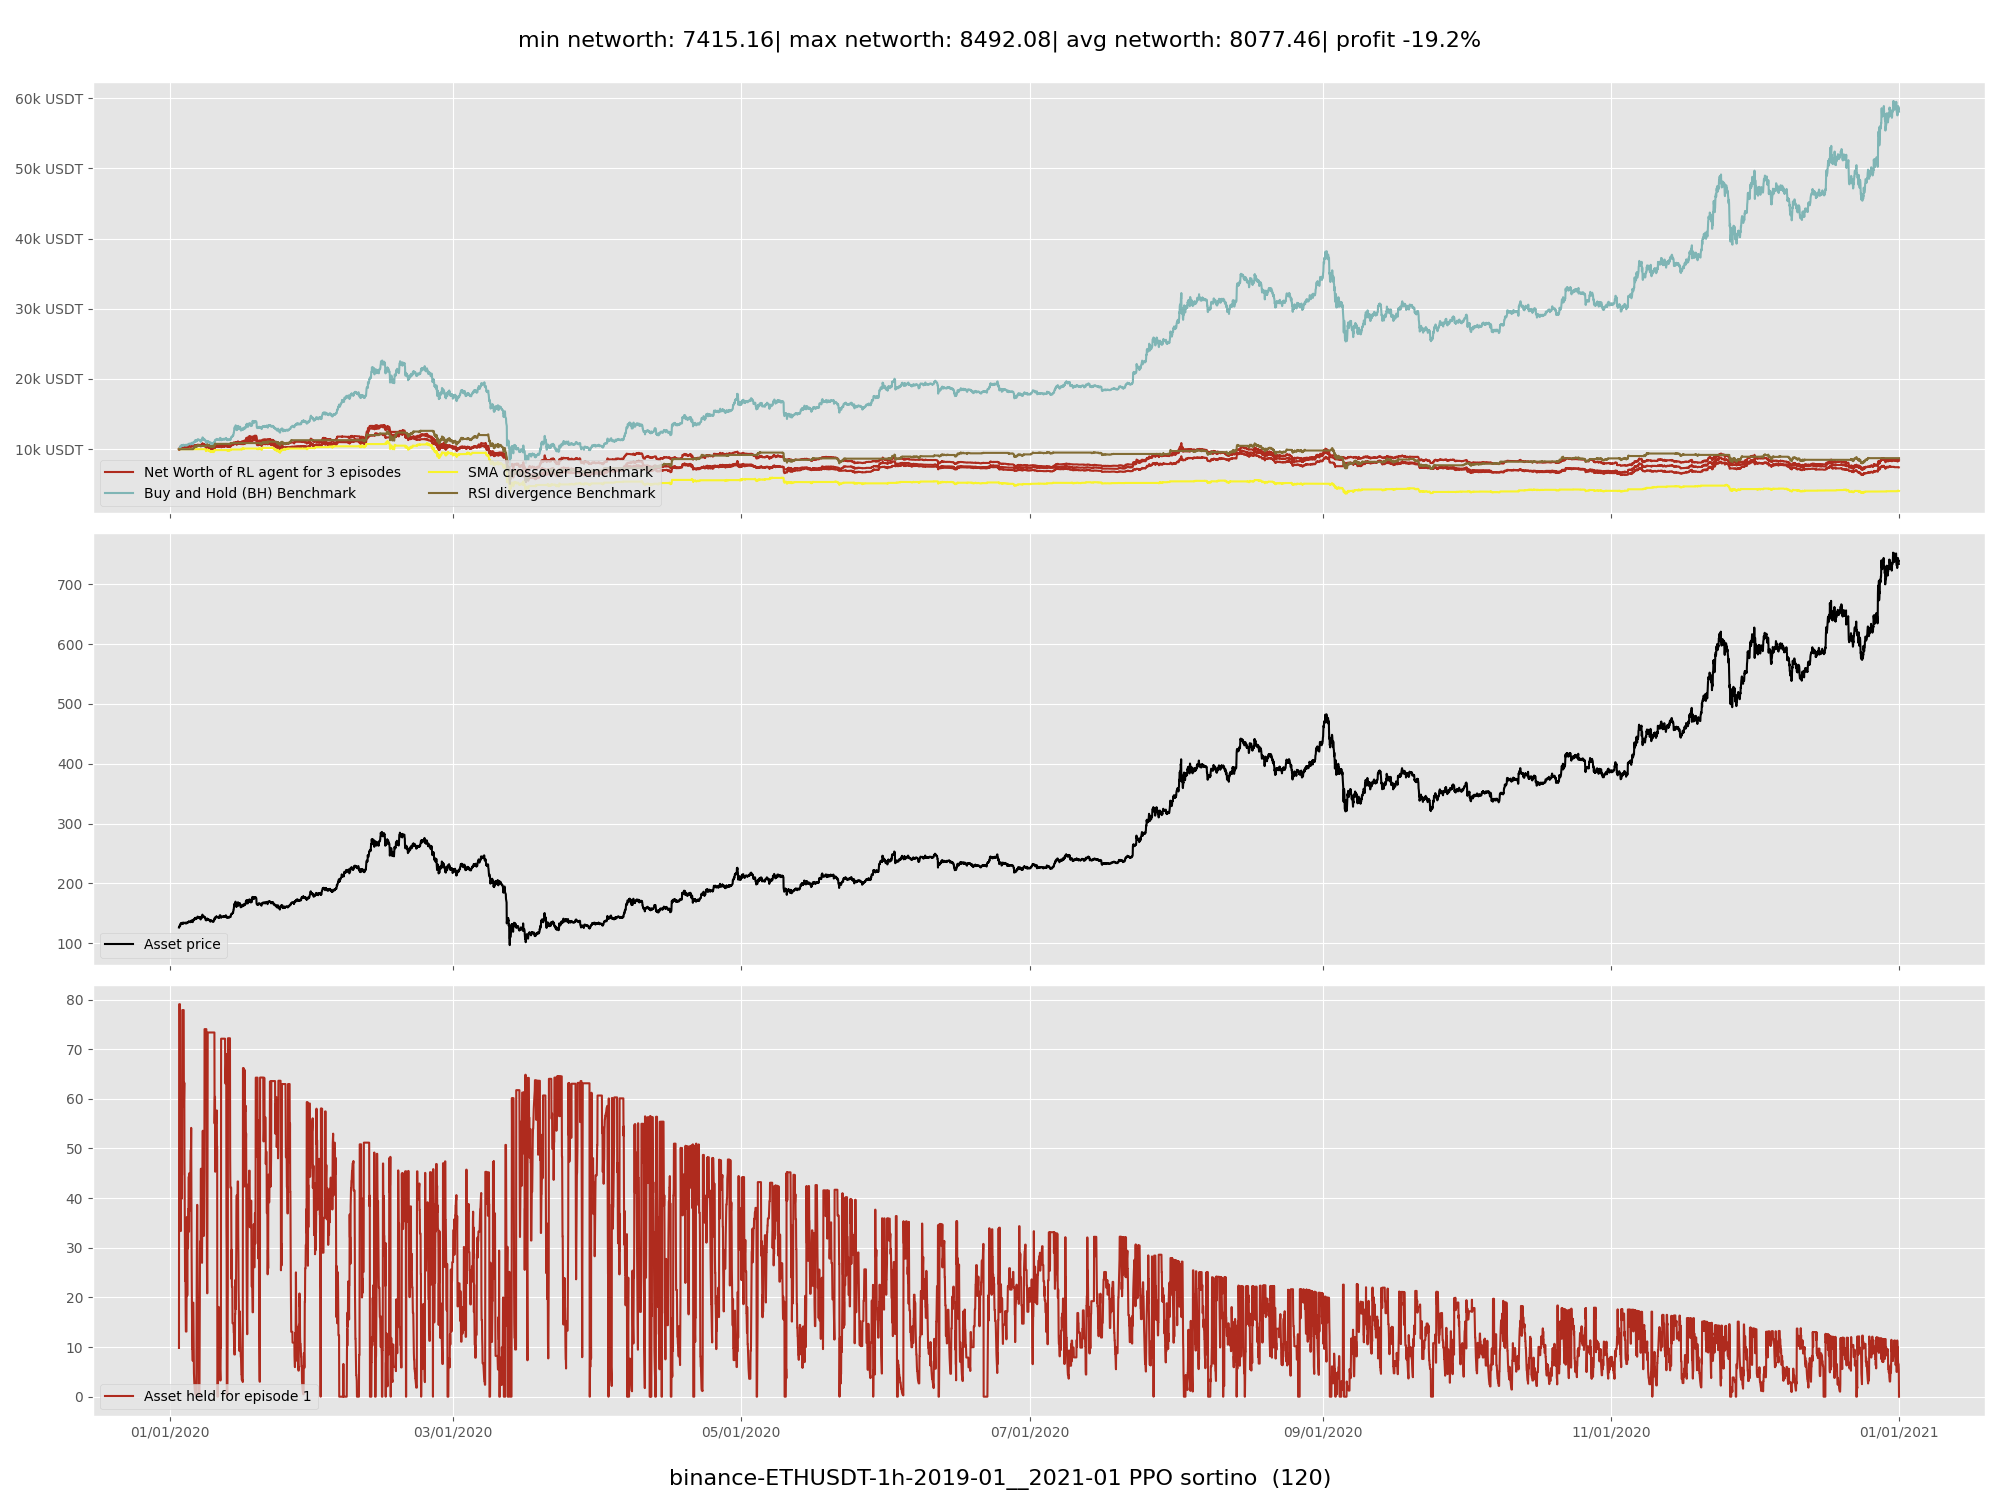 min networth: 7415.16| max networth: 8492.08| avg networth: 8077.46| profit -19.2%
60k USDT
50k USDT
40k USDT
30k USDT
20k USDT
10k USDT
Net Worth of RL agent for 3 episodes
Buy and Hold (BH) Benchmark
SMA crossover Benchmark
RSI divergence Benchmark
700
600
500
400
300
200
100
Asset price
80
70
60
50
40
30
20
10
0
Asset held for episode 1
01/01/2020 03/01/2020 05/01/2020 07/01/2020 09/01/2020 11/01/2020 01/01/2021
binance-ETHUSDT-1h-2019-01__2021-01 PPO sortino  (120)